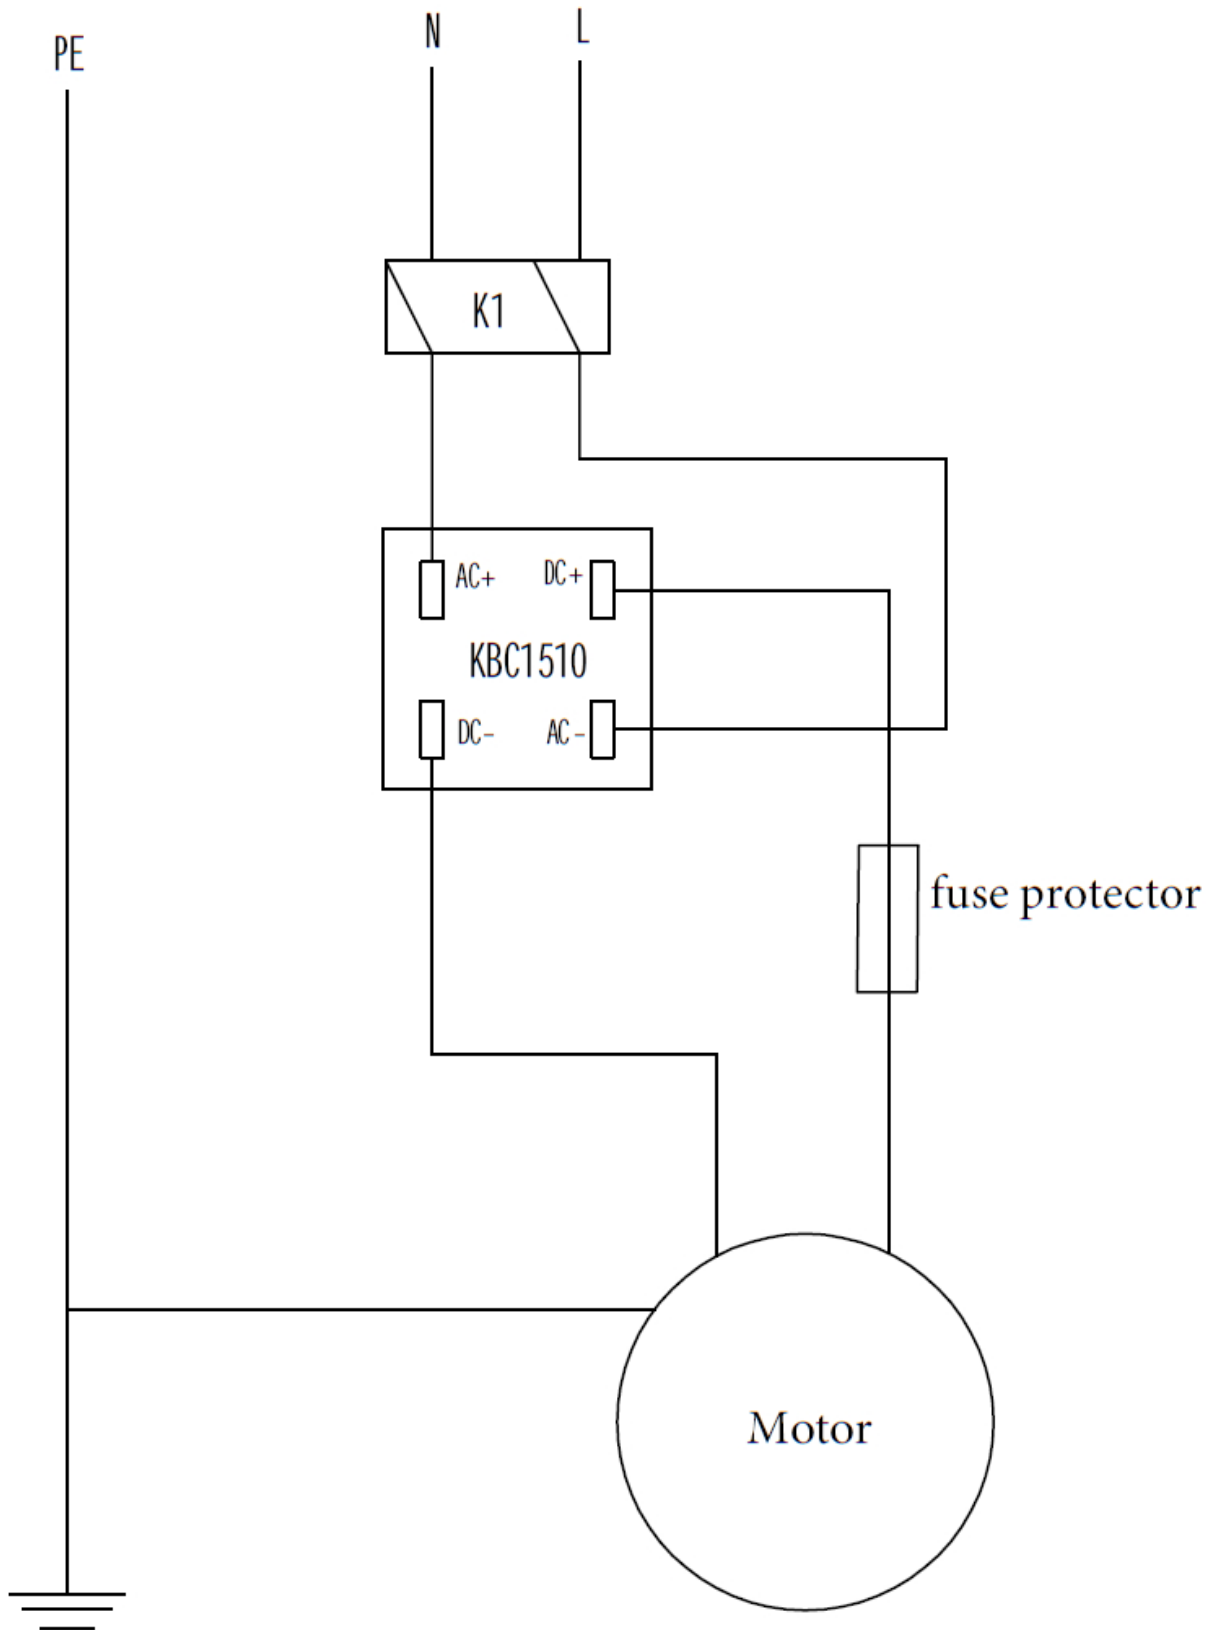 PE
N
L
K1
AC+
DC+
KBC1510
DC-
AC-
fuse protector
Motor